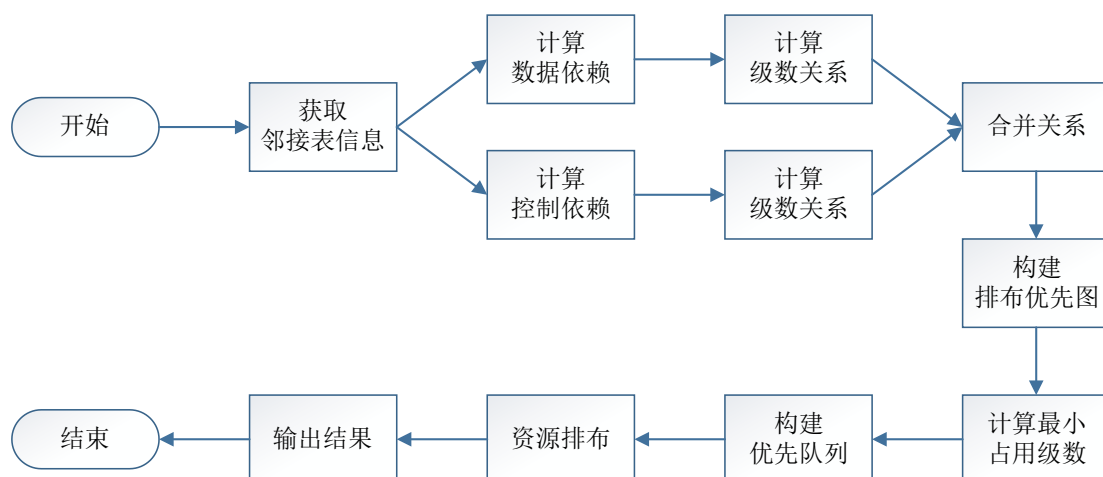 开始
获取
邻接表信息
计算
数据依赖
计算
级数关系
计算
控制依赖
计算
级数关系
合并关系
构建
排布优先图
计算最小
占用级数
构建
优先队列
资源排布
输出结果
结束